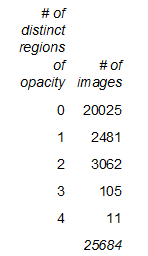 # of
distinct
regions
of # of
opacity images
0 20025
1 2481
2 3062
3 105
4 11
25684